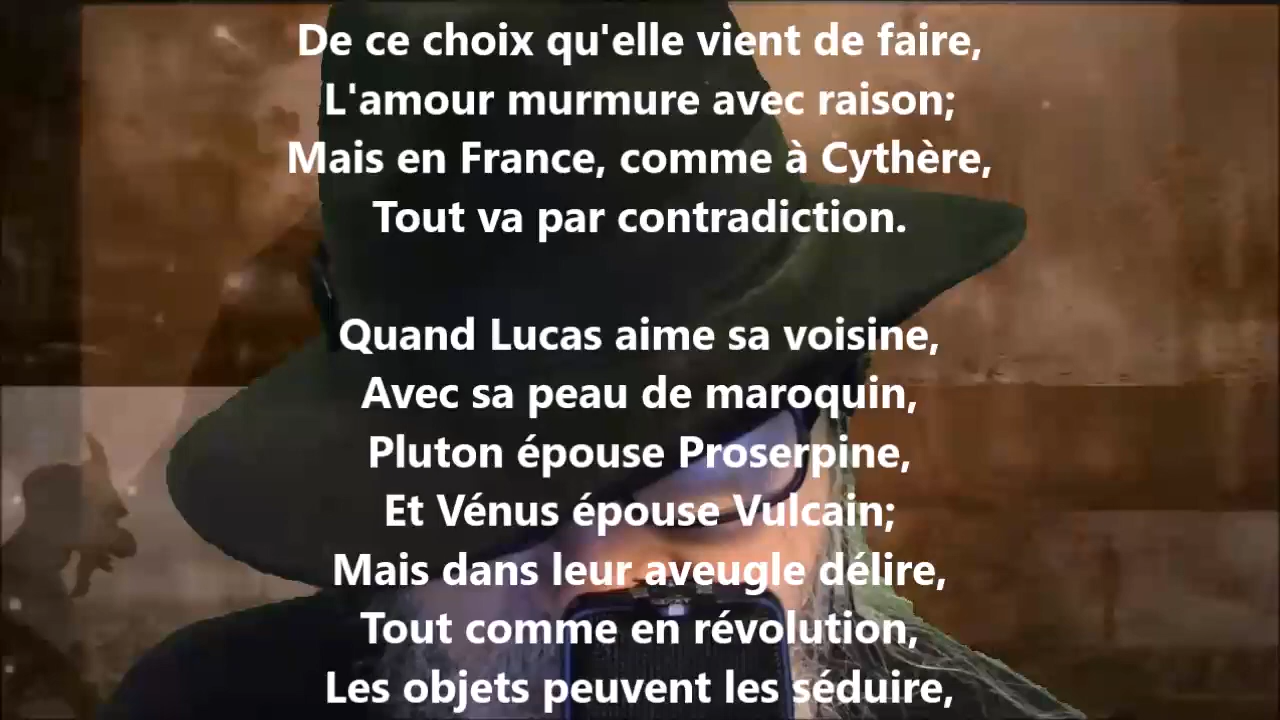 De ce choix qu'elle vient de faire,
L'amour murmure avec raison;
Mais en France, comme à Cythère,
Tout va par contradiction.
Quand Lucas aime sa voisine,
Avec sa peau de maroquin,
Pluton épouse Proserpine,
Et Vénus épouse Vulcain;
Mais dans leur aveugle délire,
Tout comme en révolution,
Les objets peuvent les séduire,